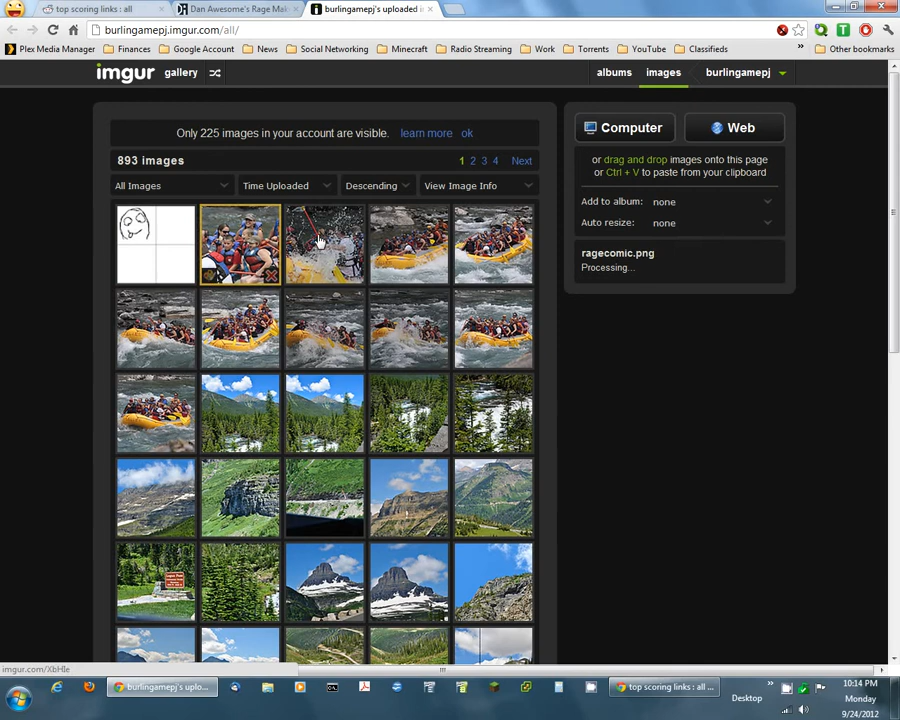 top scoring links : all
Dan Awesome's Rage Mak
burlingamepj's uploaded i
burlingamepj.imgur.com/all/
Plex Media Manager
Finances
Google Account
News
Social Networking
Minecraft
Radio Streaming
Work
Torrents
YouTube
Classifieds
»
Other bookmarks
imgur
gallery
albums
images
burlingamepj
Only 225 images in your account are visible. learn more ok
893 images
1 2 3 4 Next
All Images
Time Uploaded
Descending
View Image Info
Computer
Web
or drag and drop images onto this page
or Ctrl + V to paste from your clipboard
Add to album: none
Auto resize: none
ragecomic.png
Processing...
imgur.com/XbHIe
burlingamepj's uplo...
top scoring links : all ...
Desktop
»
10:14 PM
Monday
9/24/2012